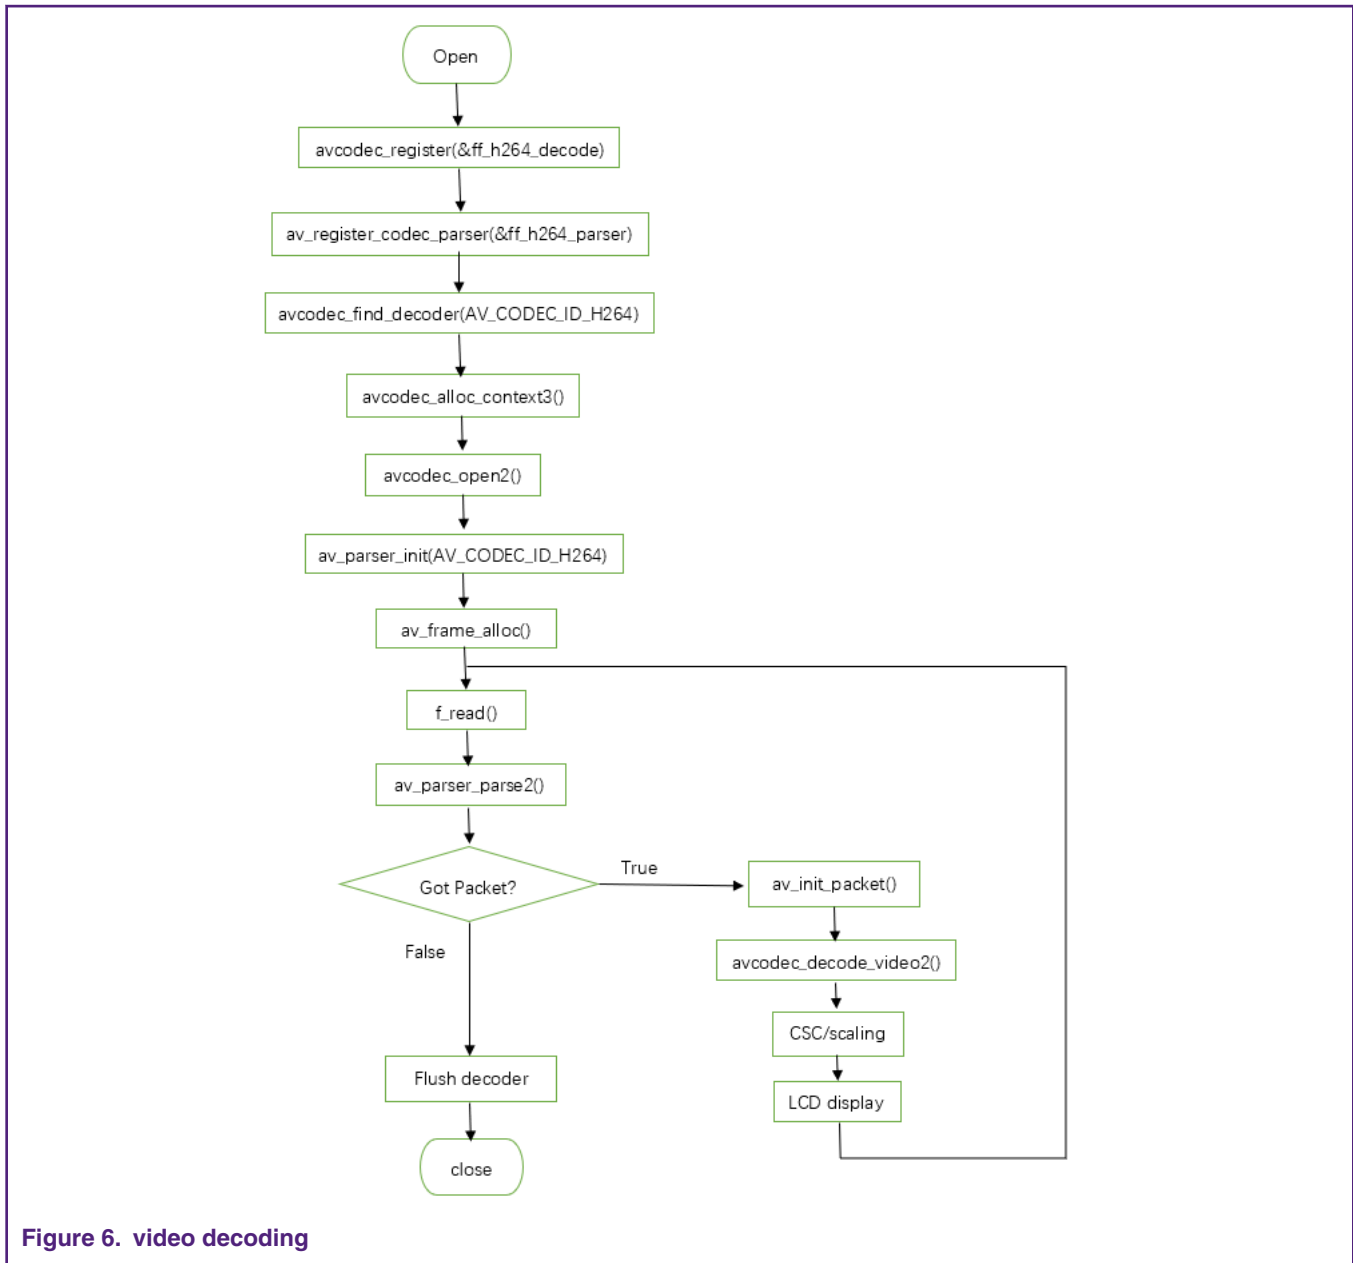 Open
avcodec_register(&ff_h264_decode)
av_register_codec_parser(&ff_h264_parser)
avcodec_find_decoder(AV_CODEC_ID_H264)
avcodec_alloc_context3()
avcodec_open2()
av_parser_init(AV_CODEC_ID_H264)
av_frame_alloc()
f_read()
av_parser_parse2()
Got Packet?
True
av_init_packet()
avcodec_decode_video2()
CSC/scaling
LCD display
False
Flush decoder
close
Figure 6. video decoding